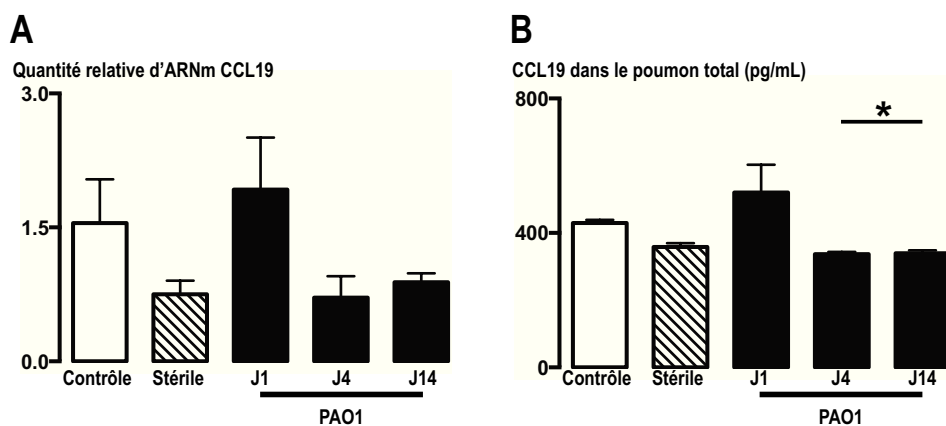 A
Quantité relative d'ARNm CCL19
3.0
1.5
0.0
Contrôle Stérile J1 J4 J14
PAO1
B
CCL19 dans le poumon total (pg/mL)
800
*
400
0
Contrôle Stérile J1 J4 J14
PAO1